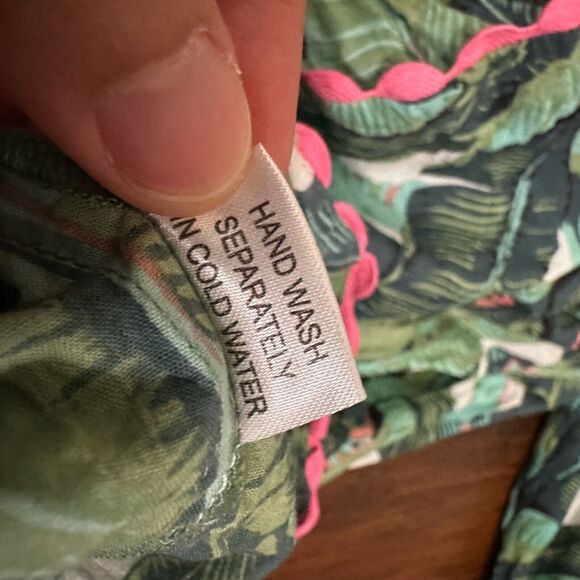 HAND WASH
SEPARATELY
IN COLD WATER